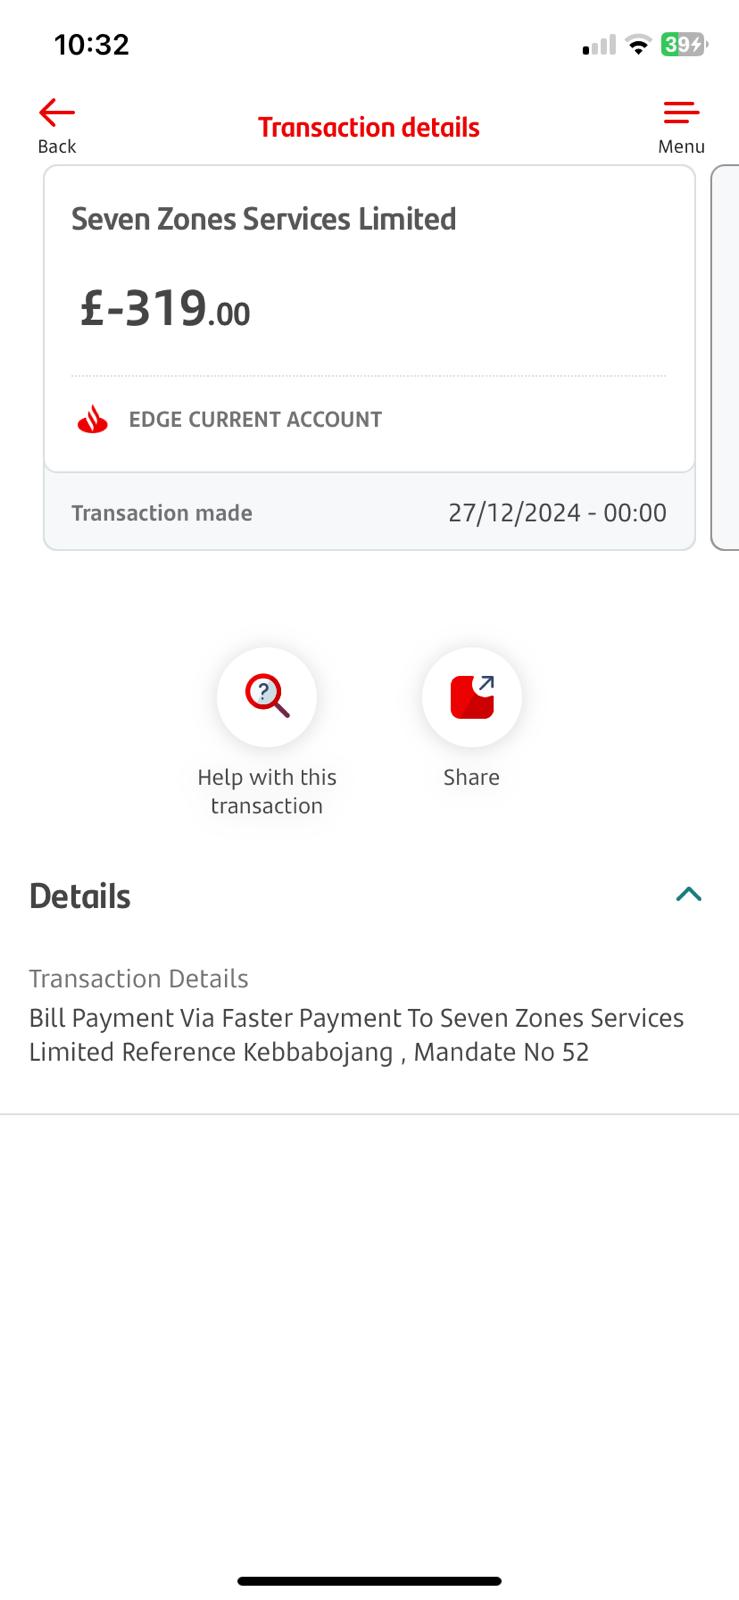 10:32
39
Transaction details
Back
Menu
Seven Zones Services Limited
£-319.00
EDGE CURRENT ACCOUNT
Transaction made 27/12/2024 - 00:00
?
Help with this
transaction
Share
Details
Transaction Details
Bill Payment Via Faster Payment To Seven Zones Services
Limited Reference Kebbabojang , Mandate No 52